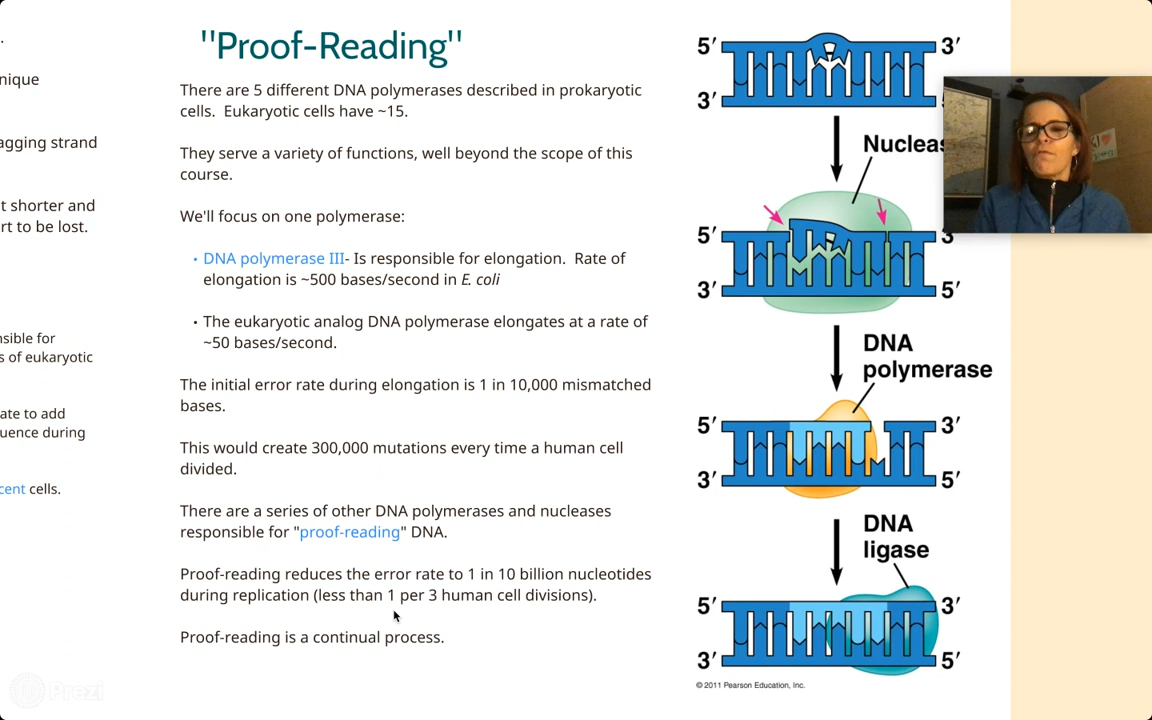 "Proof-Reading"
There are 5 different DNA polymerases described in prokaryotic
cells. Eukaryotic cells have ~15.
They serve a variety of functions, well beyond the scope of this
course.
We'll focus on one polymerase:
· DNA polymerase III- Is responsible for elongation. Rate of
elongation is ~500 bases/second in E. coli
· The eukaryotic analog DNA polymerase elongates at a rate of
~50 bases/second.
The initial error rate during elongation is 1 in 10,000 mismatched
bases.
This would create 300,000 mutations every time a human cell
divided.
There are a series of other DNA polymerases and nucleases
responsible for "proof-reading" DNA.
Proof-reading reduces the error rate to 1 in 10 billion nucleotides
during replication (less than 1 per 3 human cell divisions).
Proof-reading is a continual process.
.
nique
agging strand
t shorter and
rt to be lost.
nsible for
s of eukaryotic
ate to add
uence during
cent cells.
Prezi
5′ 3′
3′
Nucleas
5′ 3
3′ 5′
DNA
polymerase
5′ 3′
3′ 5′
DNA
ligase
5′ 3′
3′ 5′
© 2011 Pearson Education, Inc.